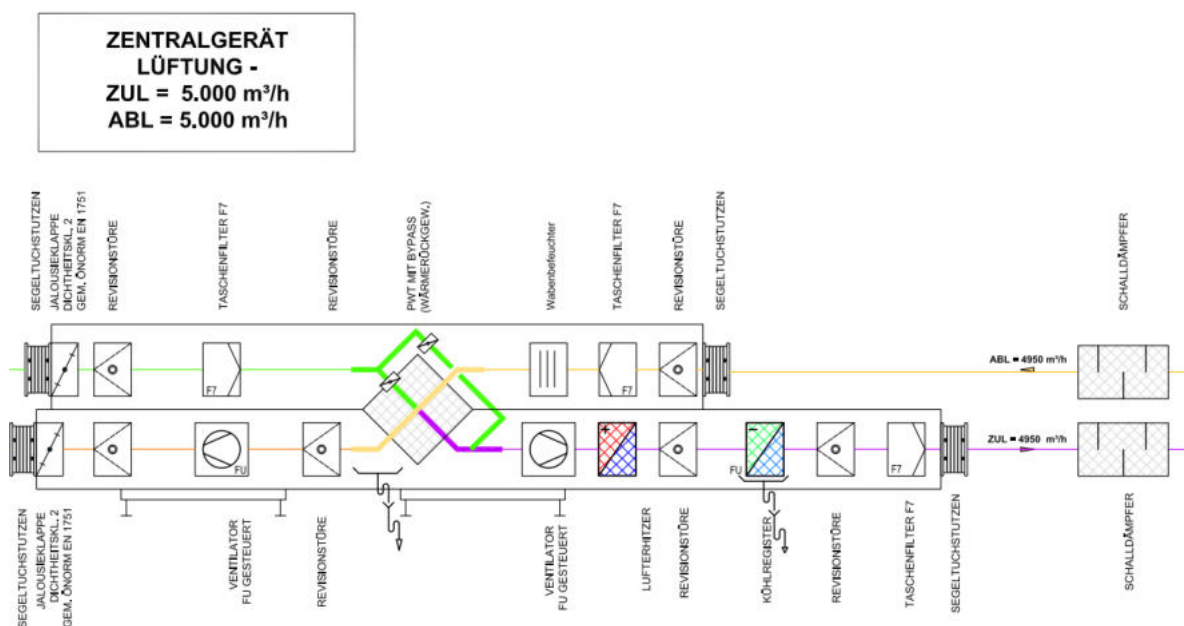 ZENTRALGERÄT
LÜFTUNG -
ZUL = 5.000 m³/h
ABL = 5.000 m³/h
SEGELTUCHSTUTZEN
JALOUSIEKLAPPE
DICHTHEITSKL, 2
GEM. ÖNORM EN 1751
REVISIONSTÜRE
TASCHENFILTER F7
REVISIONSTÜRE
PWT MIT BYPASS
(WÄRMERÜCKGEW.)
Wabenbefeuchter
TASCHENFILTER F7
REVISIONSTÜRE
SEGELTUCHSTUTZEN
SCHALLDÄMPFER
F7
F7
ABL = 4950 m³/h
FU
FU
+
−
FU
F7
ZUL = 4950 m³/h
SEGELTUCHSTUTZEN
JALOUSIEKLAPPE
DICHTHEITSKL, 2
GEM. ÖNORM EN 1751
VENTILATOR
FU GESTEUERT
REVISIONSTÜRE
VENTILATOR
FU GESTEUERT
LUFTERHITZER
REVISIONSTÜRE
KÜHLREGISTER
REVISIONSTÜRE
TASCHENFILTER F7
SEGELTUCHSTUTZEN
SCHALLDÄMPFER